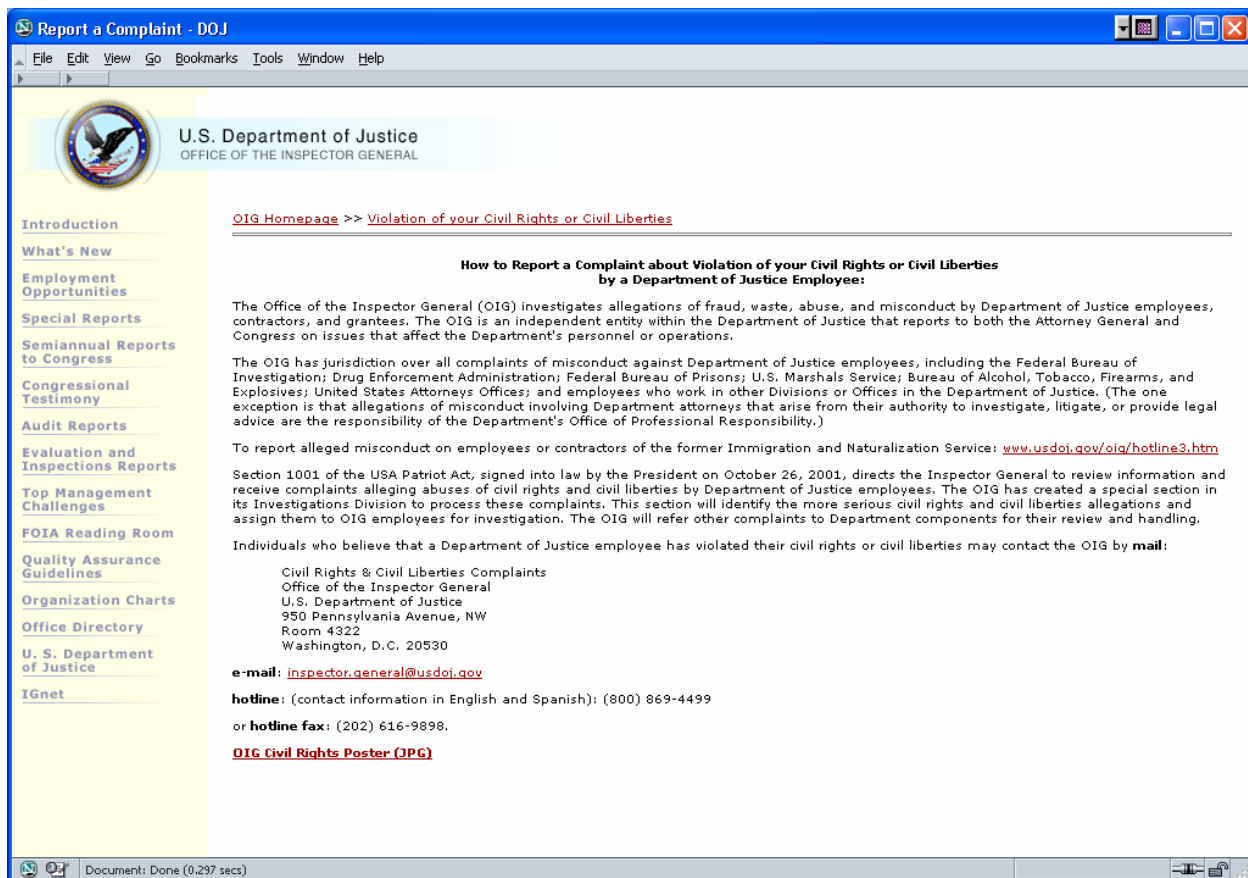 Report a Complaint - DOJ
File Edit View Go Bookmarks Tools Window Help
U.S. Department of Justice
OFFICE OF THE INSPECTOR GENERAL
Introduction
What's New
Employment
Opportunities
Special Reports
Semiannual Reports
to Congress
Congressional
Testimony
Audit Reports
Evaluation and
Inspections Reports
Top Management
Challenges
FOIA Reading Room
Quality Assurance
Guidelines
Organization Charts
Office Directory
U. S. Department
of Justice
IGnet
OIG Homepage >> Violation of your Civil Rights or Civil Liberties
How to Report a Complaint about Violation of your Civil Rights or Civil Liberties
by a Department of Justice Employee:
The Office of the Inspector General (OIG) investigates allegations of fraud, waste, abuse, and misconduct by Department of Justice employees,
contractors, and grantees. The OIG is an independent entity within the Department of Justice that reports to both the Attorney General and
Congress on issues that affect the Department's personnel or operations.
The OIG has jurisdiction over all complaints of misconduct against Department of Justice employees, including the Federal Bureau of
Investigation; Drug Enforcement Administration; Federal Bureau of Prisons; U.S. Marshals Service; Bureau of Alcohol, Tobacco, Firearms, and
Explosives; United States Attorneys Offices; and employees who work in other Divisions or Offices in the Department of Justice. (The one
exception is that allegations of misconduct involving Department attorneys that arise from their authority to investigate, litigate, or provide legal
advice are the responsibility of the Department's Office of Professional Responsibility.)
To report alleged misconduct on employees or contractors of the former Immigration and Naturalization Service: www.usdoj.gov/oig/hotline3.htm
Section 1001 of the USA Patriot Act, signed into law by the President on October 26, 2001, directs the Inspector General to review information and
receive complaints alleging abuses of civil rights and civil liberties by Department of Justice employees. The OIG has created a special section in
its Investigations Division to process these complaints. This section will identify the more serious civil rights and civil liberties allegations and
assign them to OIG employees for investigation. The OIG will refer other complaints to Department components for their review and handling.
Individuals who believe that a Department of Justice employee has violated their civil rights or civil liberties may contact the OIG by mail:
Civil Rights & Civil Liberties Complaints
Office of the Inspector General
U.S. Department of Justice
950 Pennsylvania Avenue, NW
Room 4322
Washington, D.C. 20530
e-mail: inspector.general@usdoj.gov
hotline: (contact information in English and Spanish): (800) 869-4499
or hotline fax: (202) 616-9898.
OIG Civil Rights Poster (JPG)
Document: Done (0.297 secs)